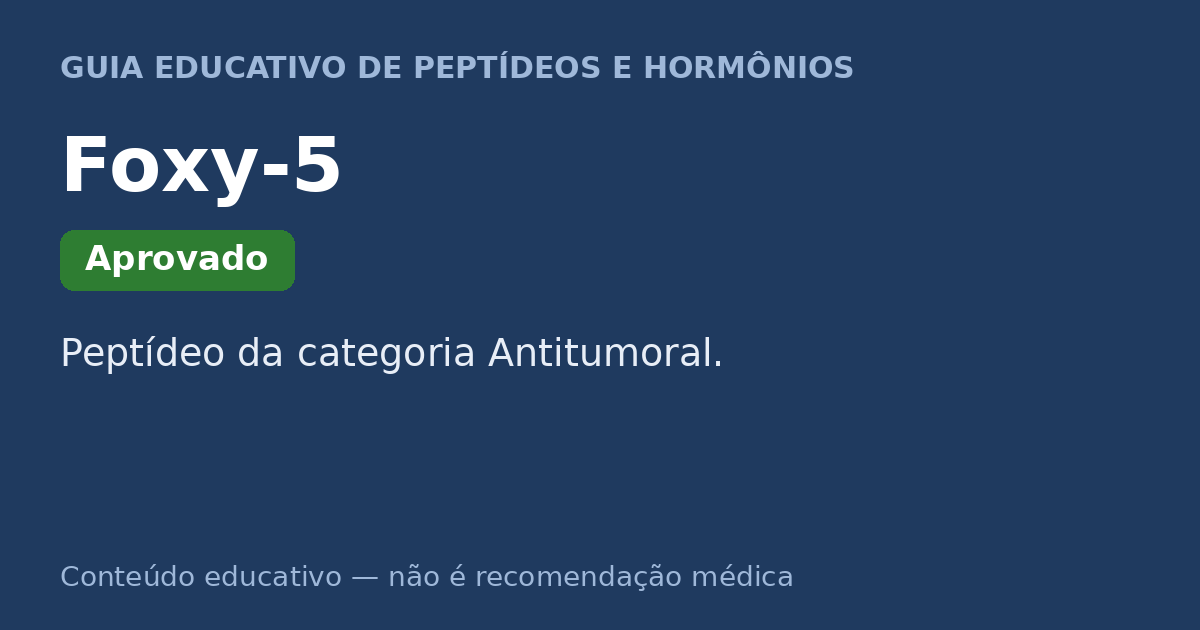 GUIA EDUCATIVO DE PEPTÍDEOS E HORMÔNIOS
Foxy-5
Aprovado
Peptídeo da categoria Antitumoral.
Conteúdo educativo — não é recomendação médica